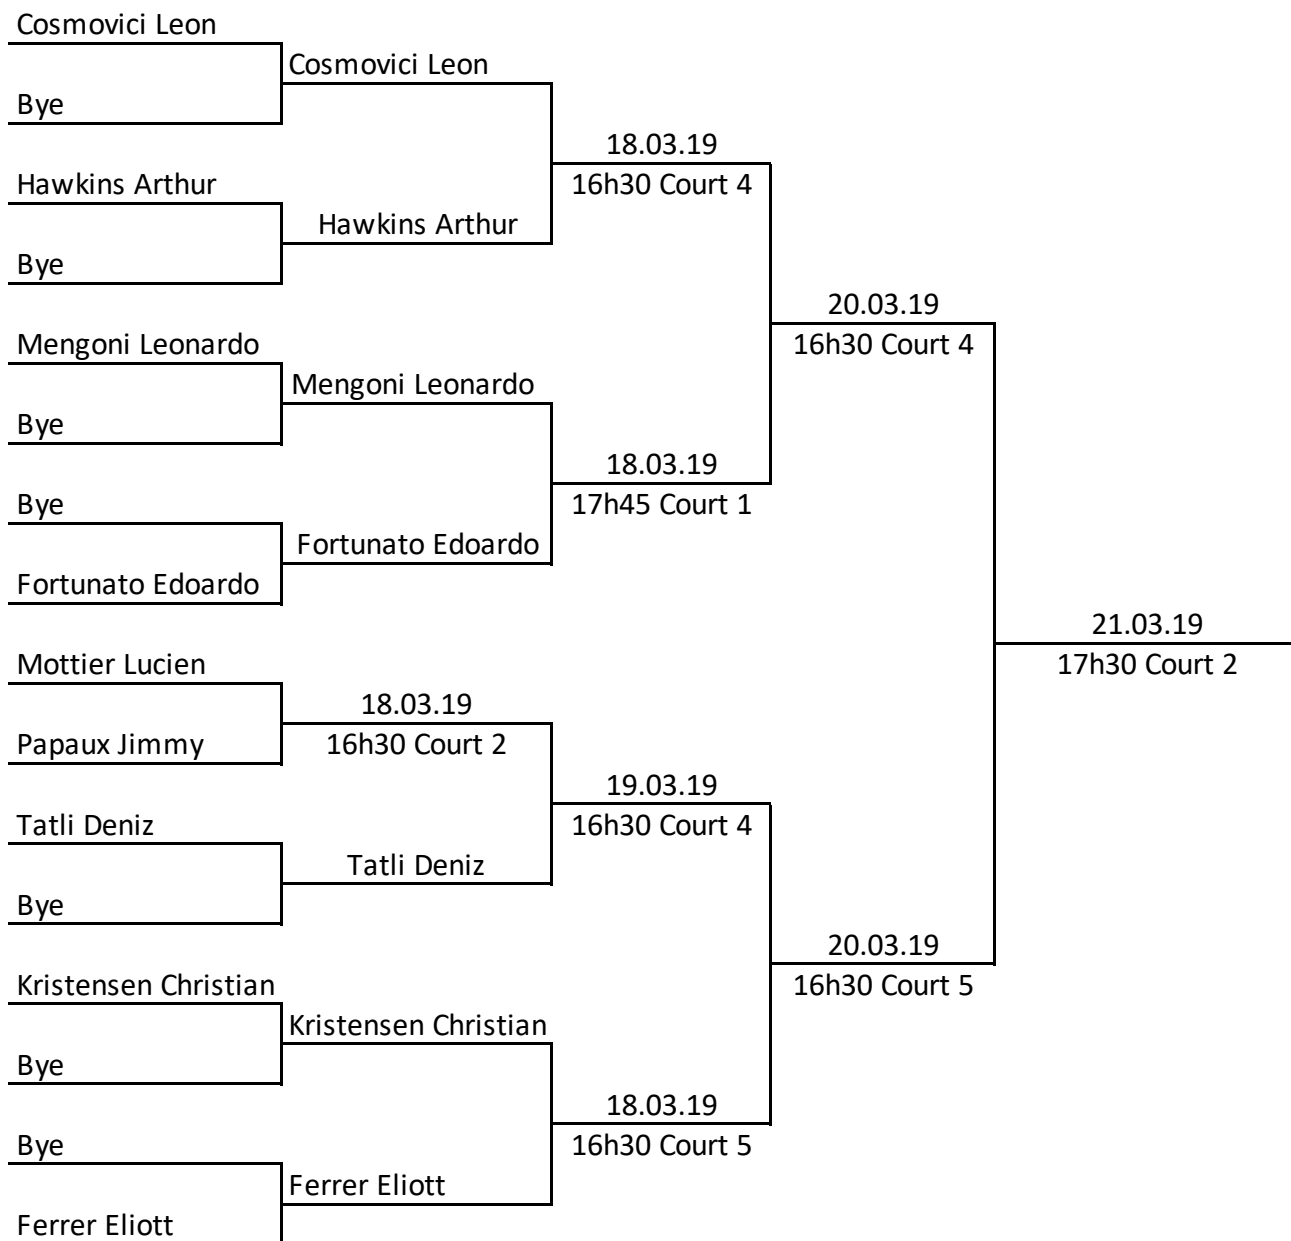 Cosmovici Leon
Cosmovici Leon
Bye
18.03.19
Hawkins Arthur
16h30 Court 4
Hawkins Arthur
Bye
20.03.19
Mengoni Leonardo
16h30 Court 4
Mengoni Leonardo
Bye
18.03.19
Bye
17h45 Court 1
Fortunato Edoardo
Fortunato Edoardo
21.03.19
Mottier Lucien
17h30 Court 2
18.03.19
Papaux Jimmy
16h30 Court 2
19.03.19
Tatli Deniz
16h30 Court 4
Tatli Deniz
Bye
20.03.19
Kristensen Christian
16h30 Court 5
Kristensen Christian
Bye
18.03.19
Bye
16h30 Court 5
Ferrer Eliott
Ferrer Eliott